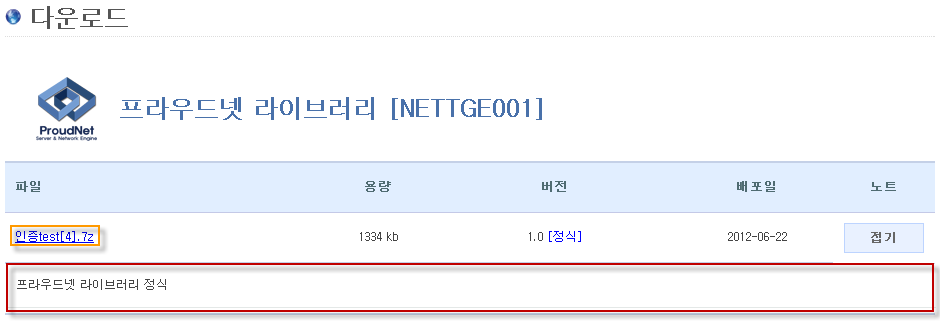 다운로드
ProudNet
Server & Network Engine
프라우드넷 라이브러리 [NETTGE001]
파일 용량 버전 배포일 노트
인증test[4].7z 1334 kb 1.0 [정식] 2012-06-22 접기
프라우드넷 라이브러리 정식